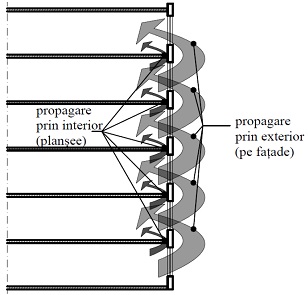 propagare
prin interior
(planșee)
propagare
prin exterior
(pe fațade)